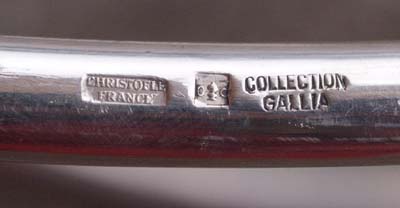 CHRISTOFLE
FRANCE
O C
COLLECTION
GALLIA